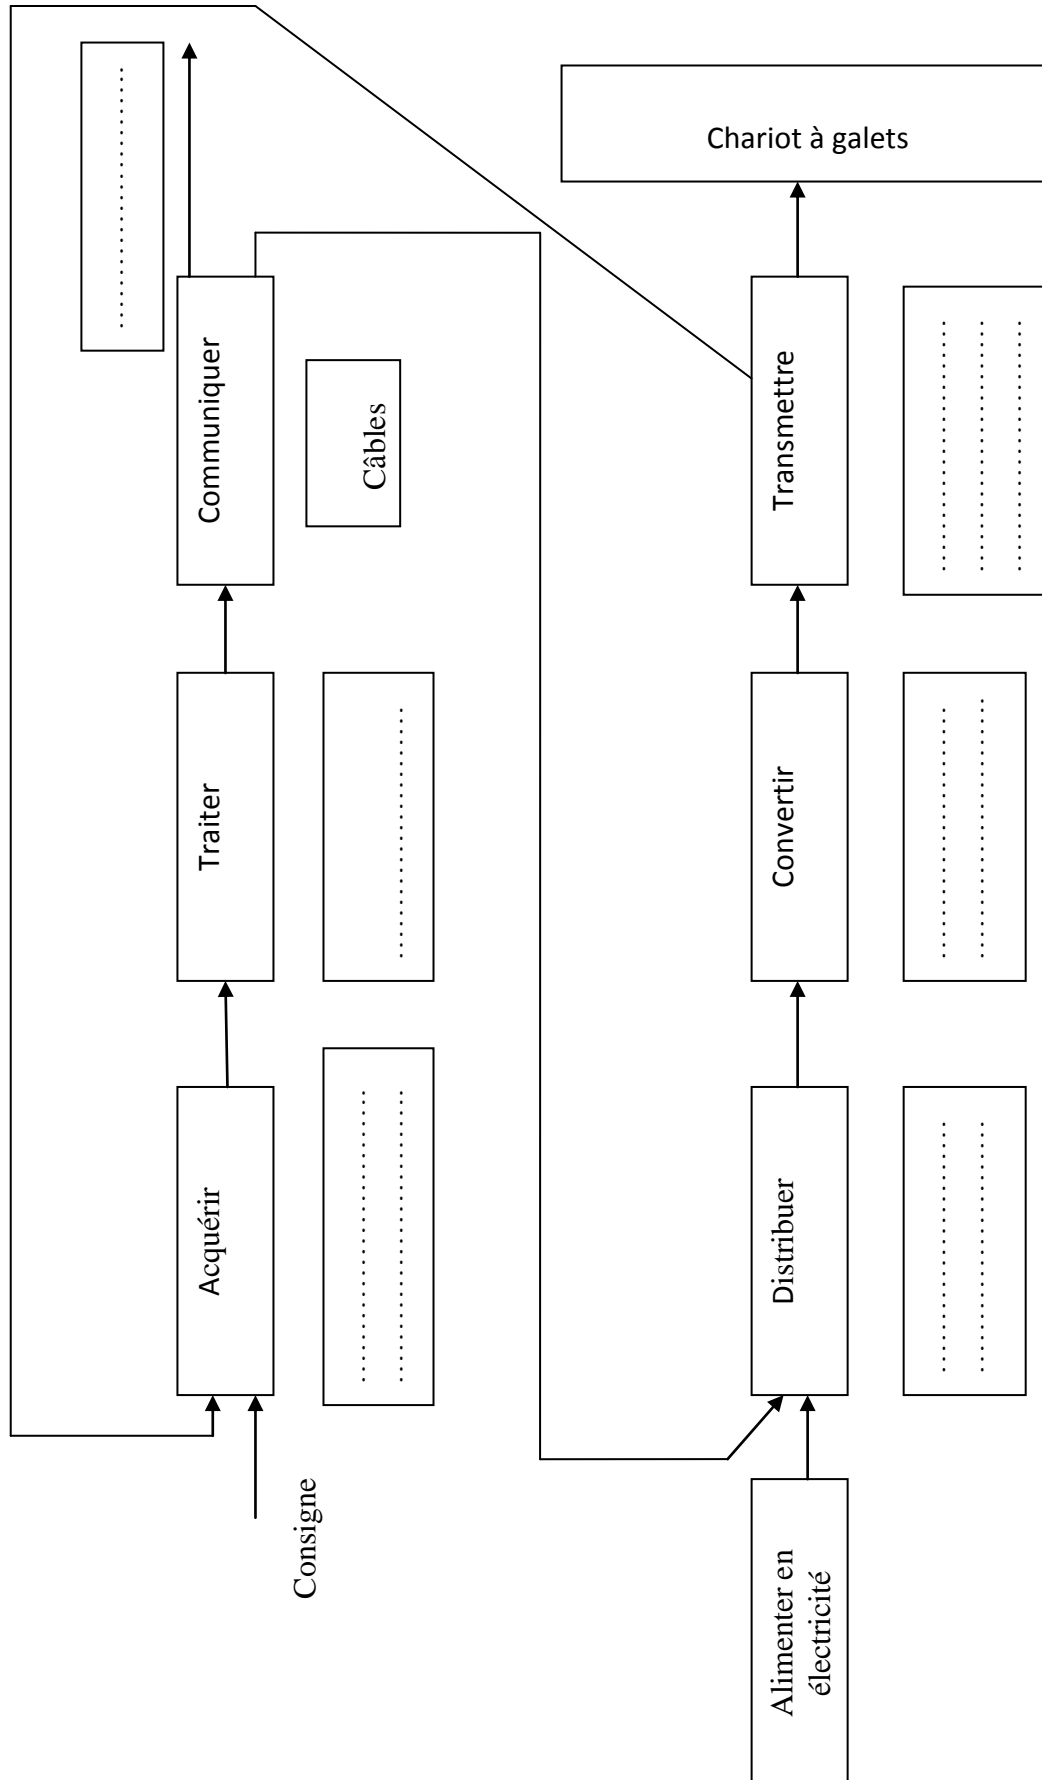 Consigne
Acquérir
Traiter
Communiquer
Câbles
Alimenter en
électricité
Distribuer
Convertir
Transmettre
Chariot à galets